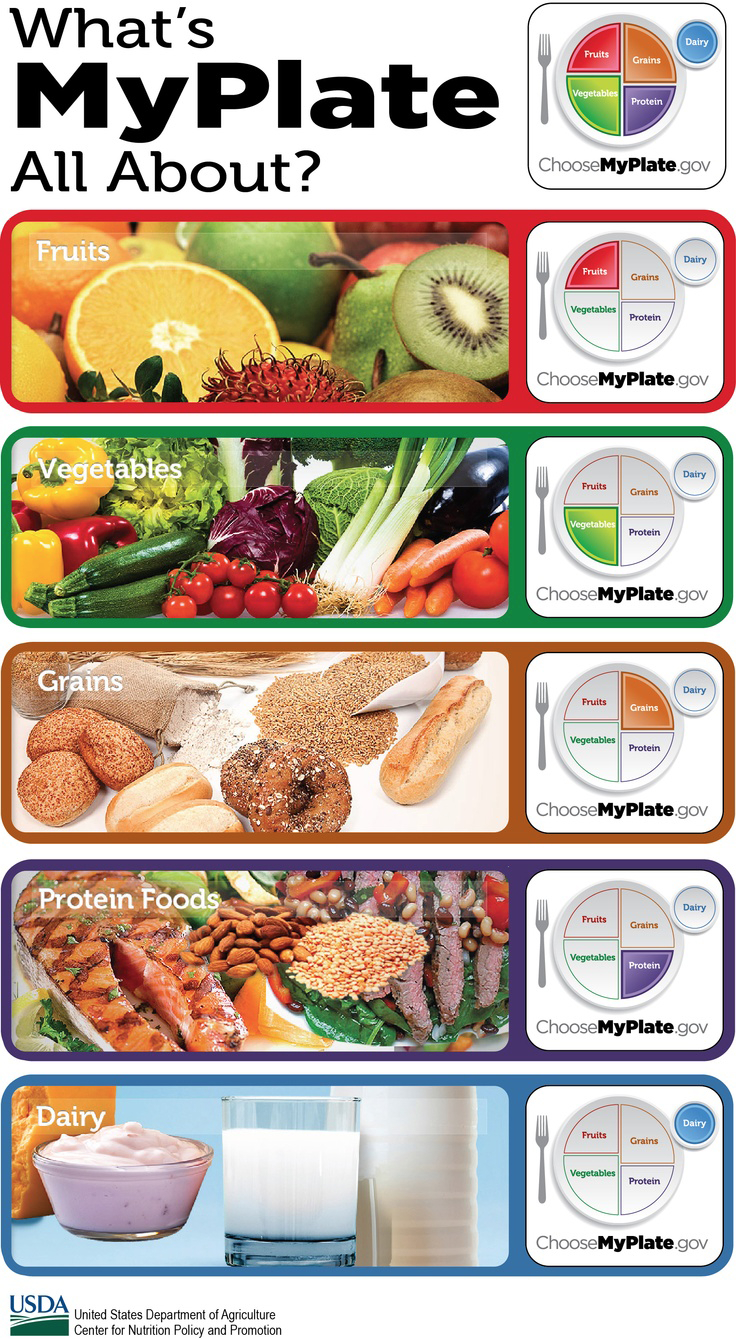 What's
MyPlate
All About?
Fruits
Grains
Vegetables
Protein
Dairy
ChooseMyPlate.gov
Fruits
Fruits
Grains
Vegetables
Protein
Dairy
ChooseMyPlate.gov
Vegetables
Fruits
Grains
Vegetables
Protein
Dairy
ChooseMyPlate.gov
Grains
Fruits
Grains
Vegetables
Protein
Dairy
ChooseMyPlate.gov
Protein Foods
Fruits
Grains
Vegetables
Protein
Dairy
ChooseMyPlate.gov
Dairy
Fruits
Grains
Vegetables
Protein
Dairy
ChooseMyPlate.gov
USDA
United States Department of Agriculture
Center for Nutrition Policy and Promotion